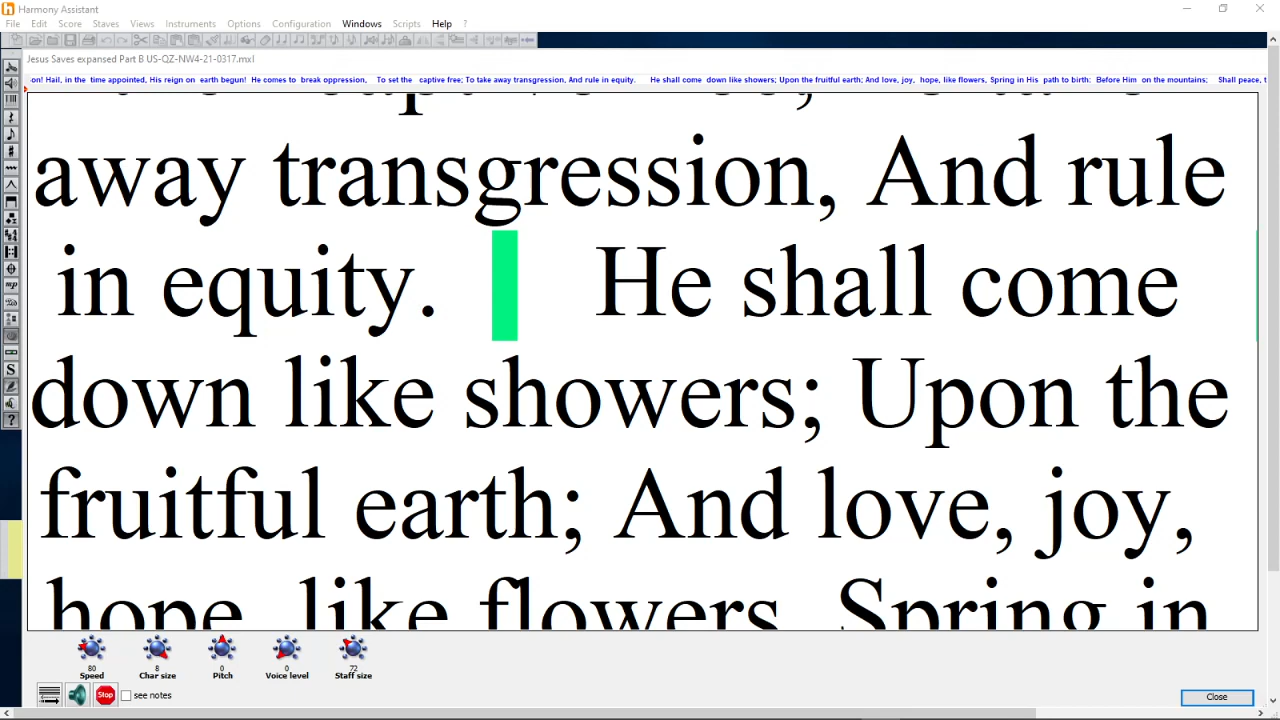 Harmony Assistant
File Edit Score Staves Views Instruments Options Configuration Windows Scripts Help ?
Jesus Saves expansed Part B US-QZ-NW4-21-0317.mxl
on! Hail, in the time appointed, His reign on earth begun! He comes to break oppression, To set the captive free; To take away transgression, And rule in equity. He shall come down like showers; Upon the fruitful earth; And love, joy, hope, like flowers, Spring in His path to birth: Before Him on the mountains; Shall peace, t
away transgression, And rule
in equity. He shall come
down like showers; Upon the
fruitful earth; And love, joy,
hope, like flowers, Spring in
80 8 0 0 72
Speed Char size Pitch Voice level Staff size
Stop see notes Close